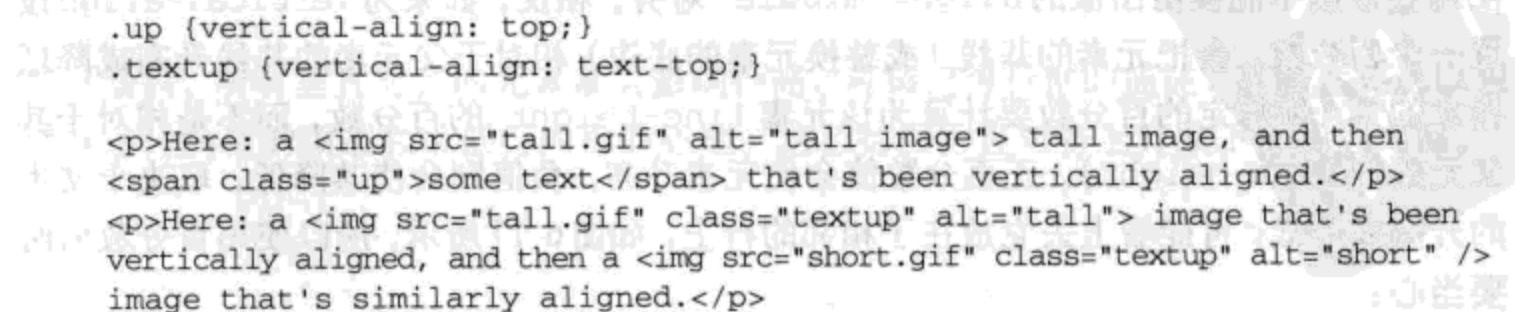 .up {vertical-align: top;}
.textup {vertical-align: text-top;}
<p>Here: a <img src="tall.gif" alt="tall image"> tall image, and then
<span class="up">some text</span> that's been vertically aligned.</p>
<p>Here: a <img src="tall.gif" class="textup" alt="tall"> image that's been
vertically aligned, and then a <img src="short.gif" class="textup" alt="short" />
image that's similarly aligned.</p>